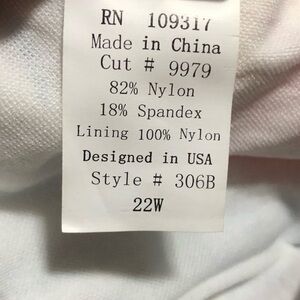 RN 109317
Made in China
Cut # 9979
82% Nylon
18% Spandex
Lining 100% Nylon
Designed in USA
Style # 306B
22W